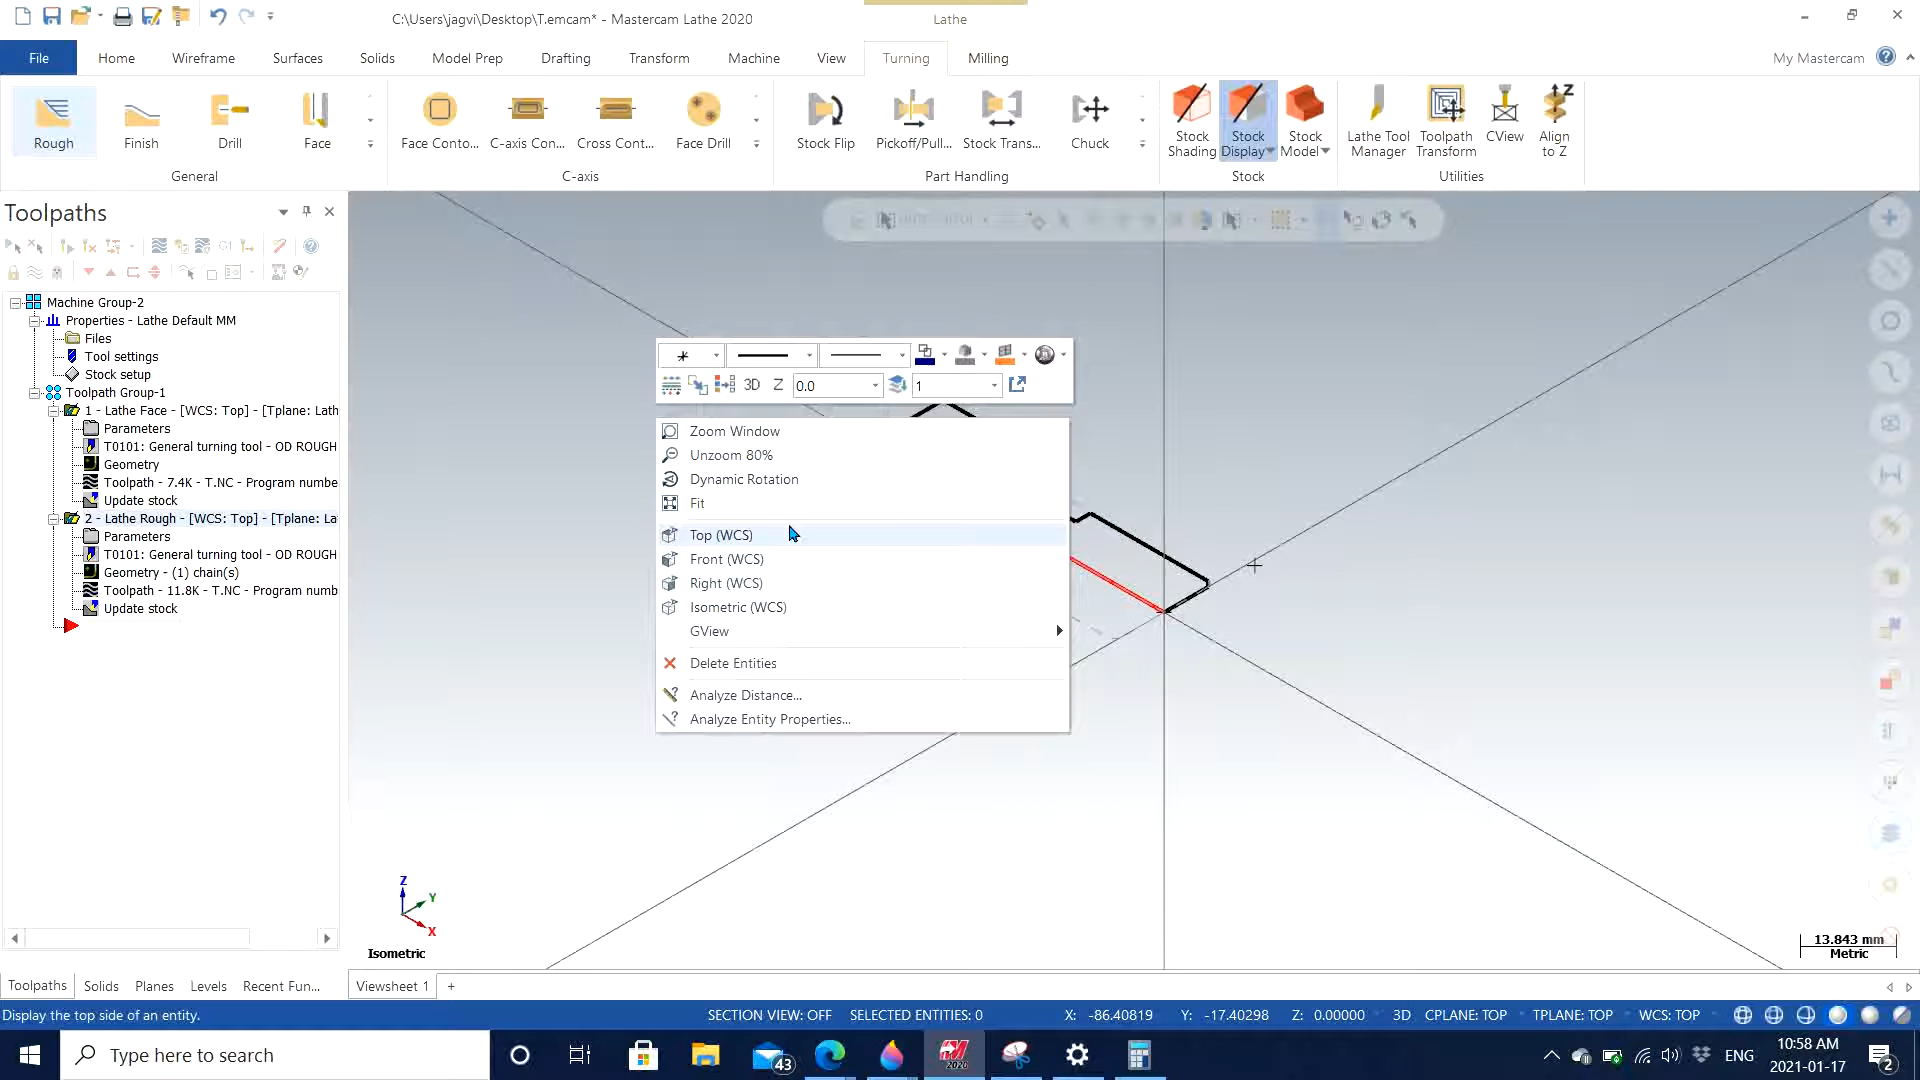 C:\Users\jagvi\Desktop\T.emcam* - Mastercam Lathe 2020
Lathe
File Home Wireframe Surfaces Solids Model Prep Drafting Transform Machine View Turning Milling My Mastercam
Rough Finish Drill Face
General
Face Conto... C-axis Con... Cross Cont... Face Drill
C-axis
Stock Flip Pickoff/Pull... Stock Trans... Chuck
Part Handling
Stock Shading
Stock Display
Stock Model
Stock
Lathe Tool Manager
Toolpath Transform
CView
Align to Z
Utilities
Toolpaths
G1
Machine Group-2
Properties - Lathe Default MM
Files
Tool settings
Stock setup
Toolpath Group-1
1 - Lathe Face - [WCS: Top] - [Tplane: Lath
Parameters
T0101: General turning tool - OD ROUGH
Geometry
Toolpath - 7.4K - T.NC - Program numbe
Update stock
2 - Lathe Rough - [WCS: Top] - [Tplane: La
Parameters
T0101: General turning tool - OD ROUGH
Geometry - (1) chain(s)
Toolpath - 11.8K - T.NC - Program numb
Update stock
3D Z 0.0 1
Zoom Window
Unzoom 80%
Dynamic Rotation
Fit
Top (WCS)
Front (WCS)
Right (WCS)
Isometric (WCS)
GView
Delete Entities
Analyze Distance...
Analyze Entity Properties...
Z
Y
X
Isometric
13.843 mm
Metric
Toolpaths Solids Planes Levels Recent Fun...
Viewsheet 1 +
Display the top side of an entity.
SECTION VIEW: OFF SELECTED ENTITIES: 0 X: -86.40819 Y: -17.40298 Z: 0.00000 3D CPLANE: TOP TPLANE: TOP WCS: TOP
Type here to search
43
2020
ENG
10:58 AM
2021-01-17
2